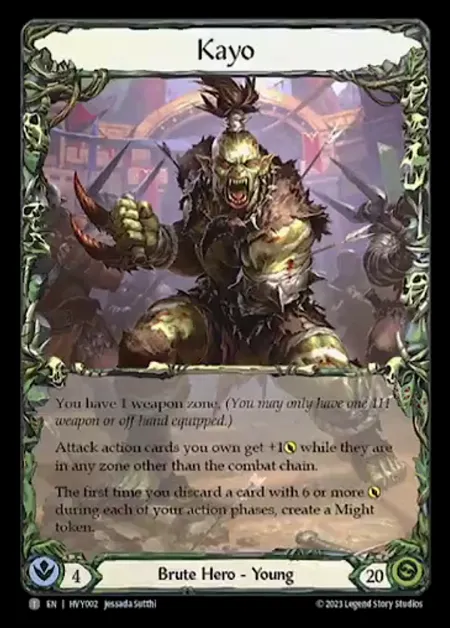 Kayo
You have 1 weapon zone. (You may only have one 1H
weapon or off-hand equipped.)
Attack action cards you own get +1 while they are
in any zone other than the combat chain.
The first time you discard a card with 6 or more
during each of your action phases, create a Might
token.
4
Brute Hero - Young
20
T EN | HVY002 Jessada Sutthi
© 2023 Legend Story Studios